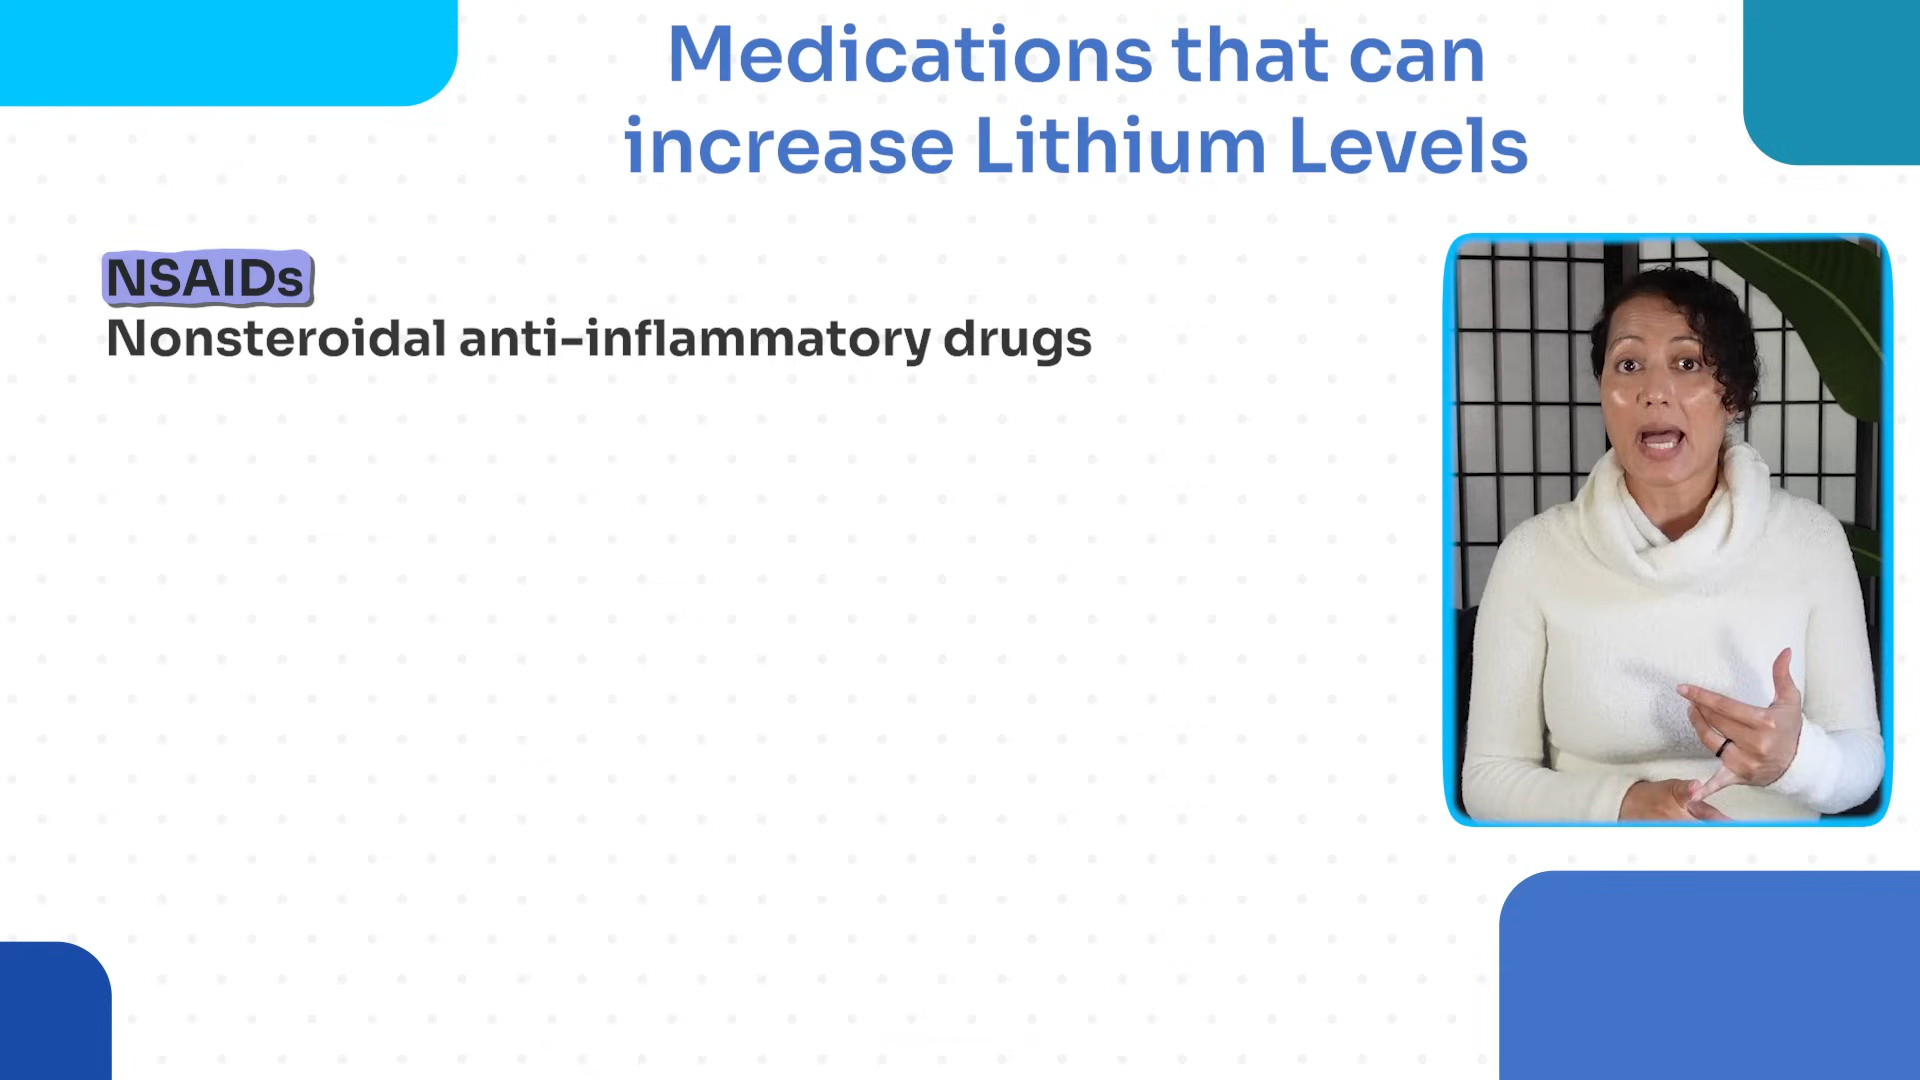 Medications that can
increase Lithium Levels
NSAIDs
Nonsteroidal anti-inflammatory drugs